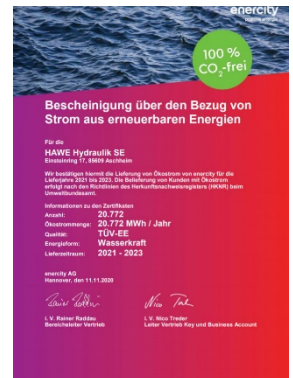 enercity
positive energie
100 %
CO₂-frei
Bescheinigung über den Bezug von
Strom aus erneuerbaren Energien
Für die
HAWE Hydraulik SE
Einsteinring 17, 85609 Aschheim
Wir bestätigen hiermit die Lieferung von Ökostrom von enercity für die
Lieferjahre 2021 bis 2023. Die Belieferung von Kunden mit Ökostrom
erfolgt nach den Richtlinien des Herkunftsnachweisregisters (HKNR) beim
Umweltbundesamt.
Informationen zu den Zertifikaten
Anzahl: 20.772
Ökostrommenge: 20.772 MWh / Jahr
Qualität: TÜV-EE
Energieform: Wasserkraft
Lieferzeitraum: 2021 - 2023
enercity AG
Hannover, den 11.11.2020
i. V. Rainer Raddau
Bereichsleiter Vertrieb
i. V. Nico Treder
Leiter Vertrieb Key und Business Account